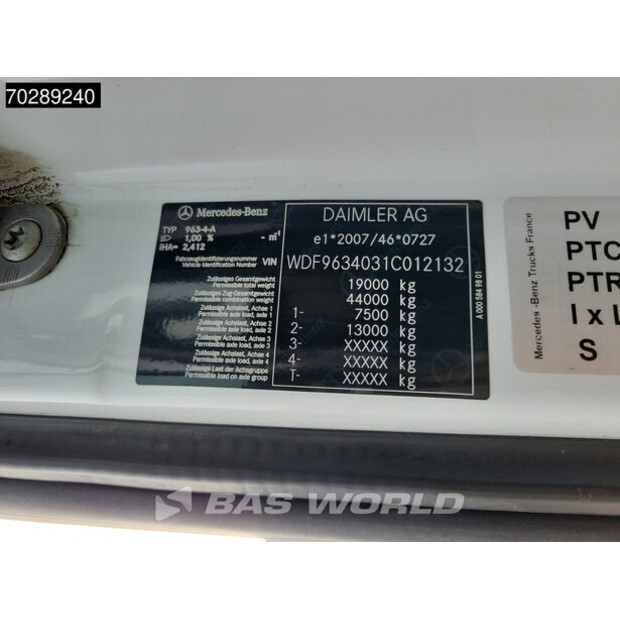 70289240
Mercedes-Benz
DAIMLER AG
TYP 963-4-A
1,00 % - m⁻¹
IHA= 2,412
e1*2007/46*0727
Fahrzeugidentifizierungsnummer
Vehicle Identification Number VIN
WDF9634031C012132
Zulässiges Gesamtgewicht
Permissible total weight
19000 kg
Zulässiges Zug-Gesamtgewicht
Permissible combination weight
44000 kg
Zulässige Achslast, Achse 1
Permissible axle load, axle 1
1- 7500 kg
Zulässige Achslast, Achse 2
Permissible axle load, axle 2
2- 13000 kg
Zulässige Achslast, Achse 3
Permissible axle load, axle 3
3- XXXXX kg
Zulässige Achslast, Achse 4
Permissible axle load, axle 4
4- XXXXX kg
Zulässige Last der Achsgruppe
Permissible load on axle group
T- XXXXX kg
A 000 584 98 01
Mercedes -Benz Trucks France
PV
PTC
PTR
l x L
S
BAS WORLD